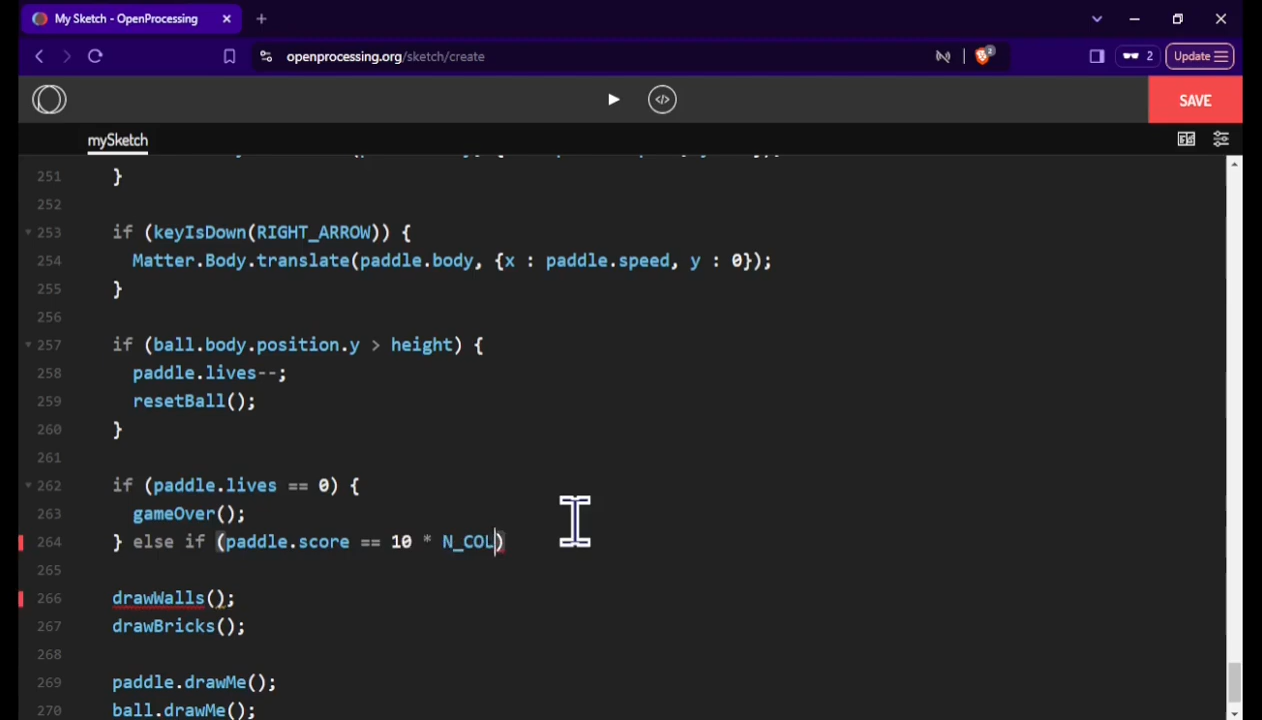 My Sketch - OpenProcessing
openprocessing.org/sketch/create
2
2
Update
</>
SAVE
mySketch
251 }
252
253 if (keyIsDown(RIGHT_ARROW)) {
254 Matter.Body.translate(paddle.body, {x : paddle.speed, y : 0});
255 }
256
257 if (ball.body.position.y > height) {
258 paddle.lives--;
259 resetBall();
260 }
261
262 if (paddle.lives == 0) {
263 gameOver();
264 } else if (paddle.score == 10 * N_COL)
265
266 drawWalls();
267 drawBricks();
268
269 paddle.drawMe();
270 ball.drawMe();